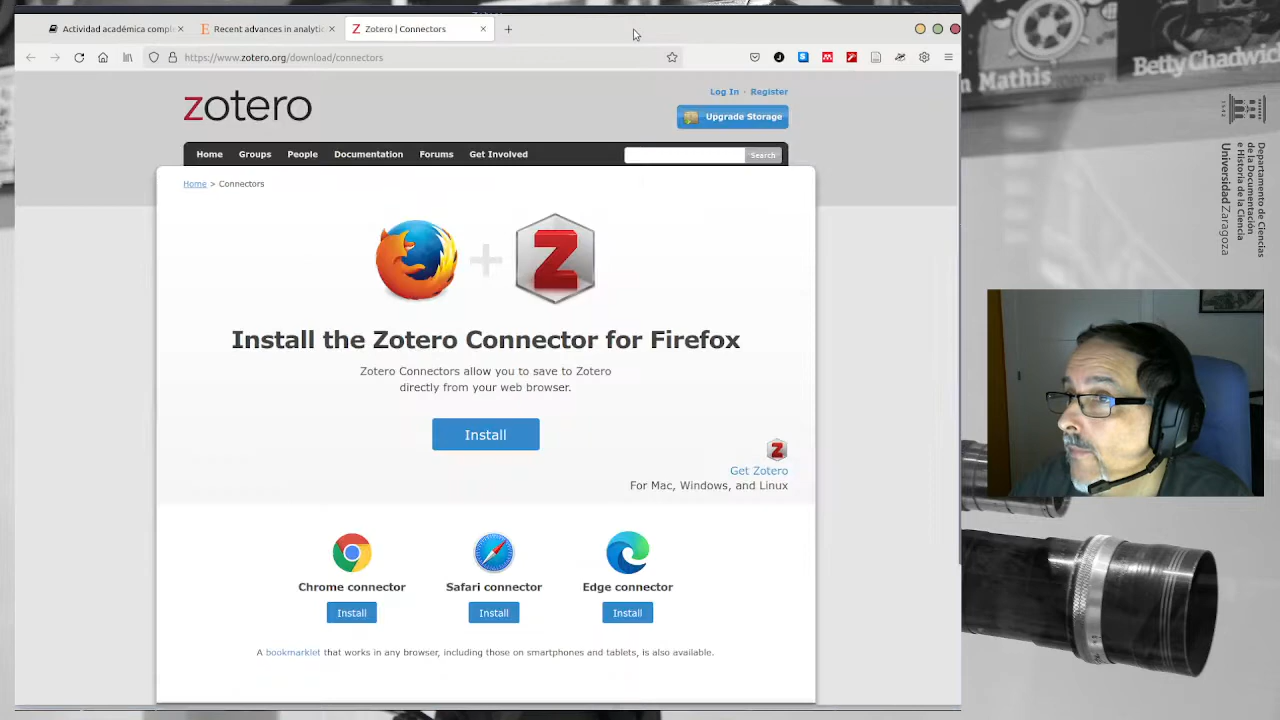 Actividad académica compl
Recent advances in analytic
Zotero | Connectors
https://www.zotero.org/download/connectors
zotero
Log In · Register
Upgrade Storage
Home
Groups
People
Documentation
Forums
Get Involved
Search
Home > Connectors
Install the Zotero Connector for Firefox
Zotero Connectors allow you to save to Zotero
directly from your web browser.
Install
Get Zotero
For Mac, Windows, and Linux
Chrome connector
Safari connector
Edge connector
Install
Install
Install
A bookmarklet that works in any browser, including those on smartphones and tablets, is also available.
Mathis
Betty Chadwic
Departamento de Ciencias
de la Documentación
e Historia de la Ciencia
Universidad Zaragoza